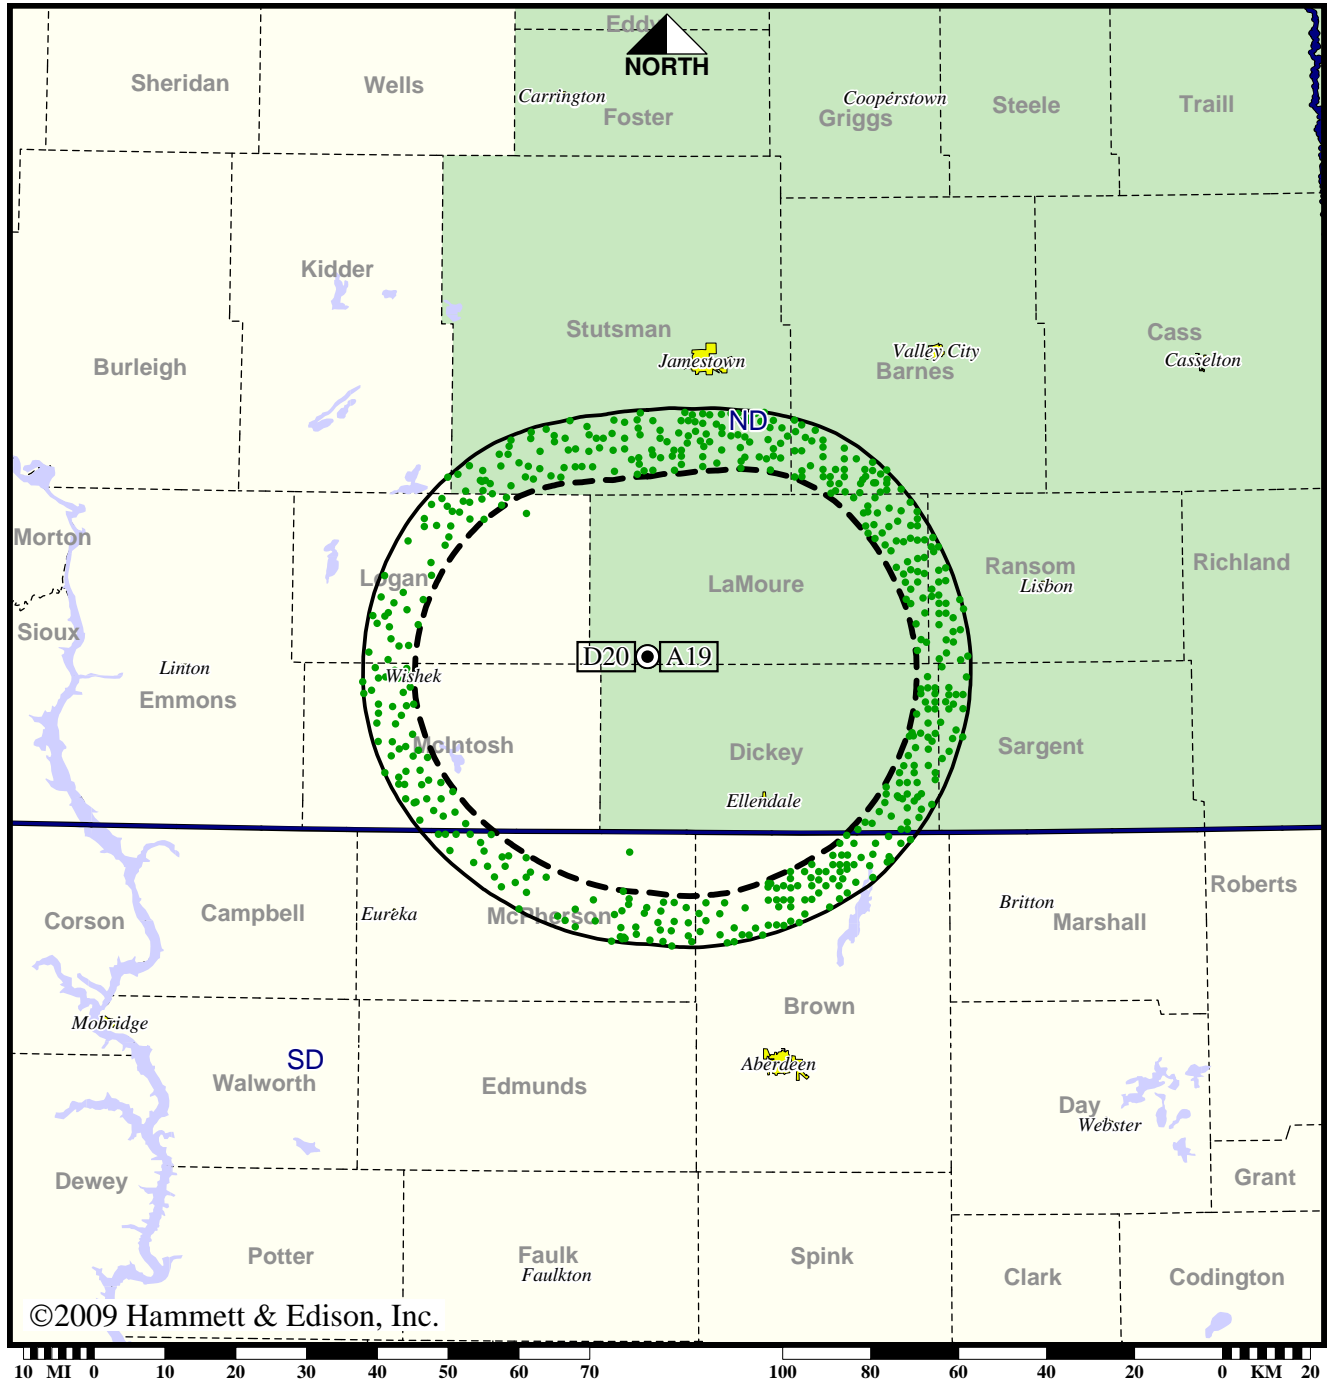 Eddy
NORTH
Sheridan
Wells
Carrington
Foster
Cooperstown
Griggs
Steele
Traill
Kidder
Stutsman
Jamestown
Valley City
Barnes
Cass
Casselton
Burleigh
ND
Morton
Logan
LaMoure
Ransom
Lisbon
Richland
Sioux
Linton
Emmons
Wishek
D20 A19
McIntosh
Dickey
Ellendale
Sargent
Corson
Campbell
Eureka
McPherson
Britton
Marshall
Roberts
Mobridge
SD
Walworth
Edmunds
Brown
Aberdeen
Day
Webster
Dewey
Grant
Potter
Faulk
Faulkton
Spink
Clark
Codington
©2009 Hammett & Edison, Inc.
10 MI 0 10 20 30 40 50 60 70 100 80 60 40 20 0 KM 20